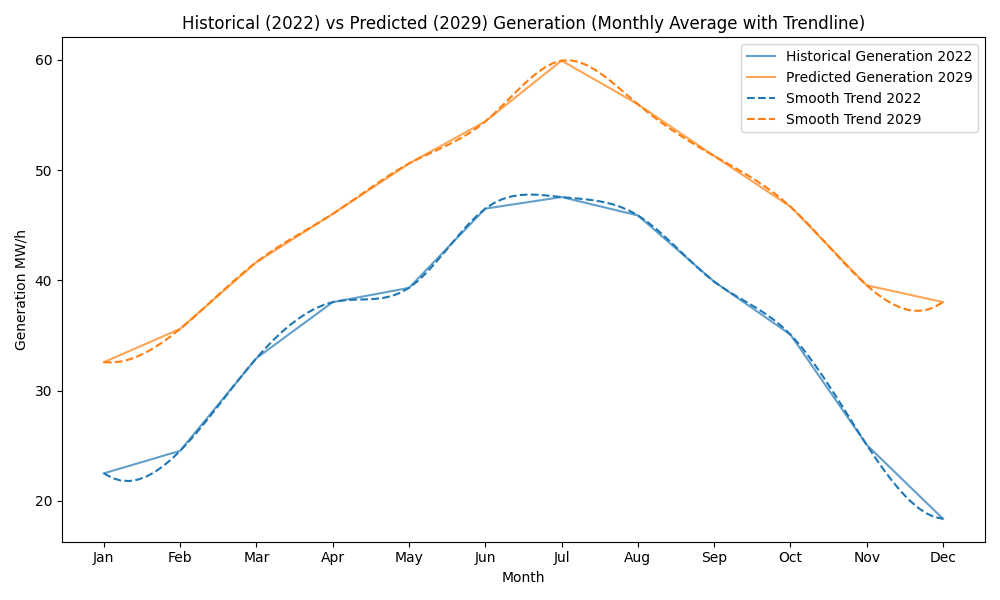 Historical (2022) vs Predicted (2029) Generation (Monthly Average with Trendline)
Historical Generation 2022
Predicted Generation 2029
Smooth Trend 2022
Smooth Trend 2029
Generation MW/h
60
50
40
30
20
Jan Feb Mar Apr May Jun Jul Aug Sep Oct Nov Dec
Month